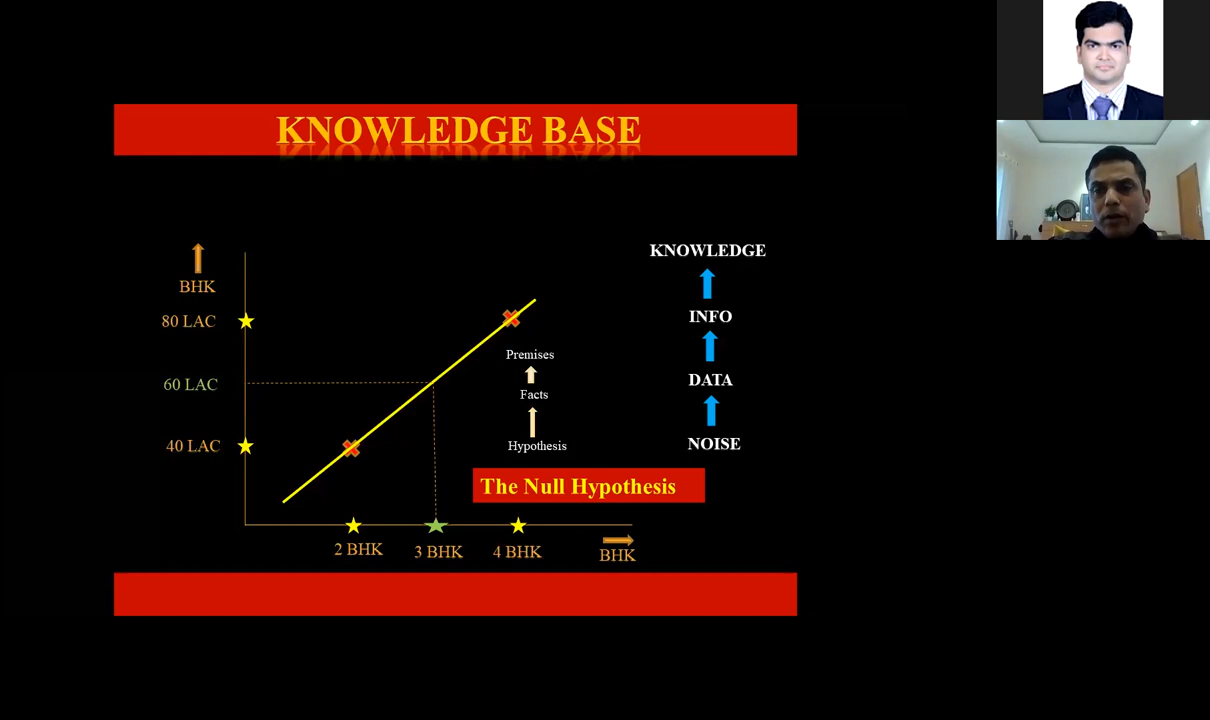 KNOWLEDGE BASE
BHK
80 LAC
60 LAC
40 LAC
2 BHK
3 BHK
4 BHK
BHK
Premises
Facts
Hypothesis
The Null Hypothesis
KNOWLEDGE
INFO
DATA
NOISE